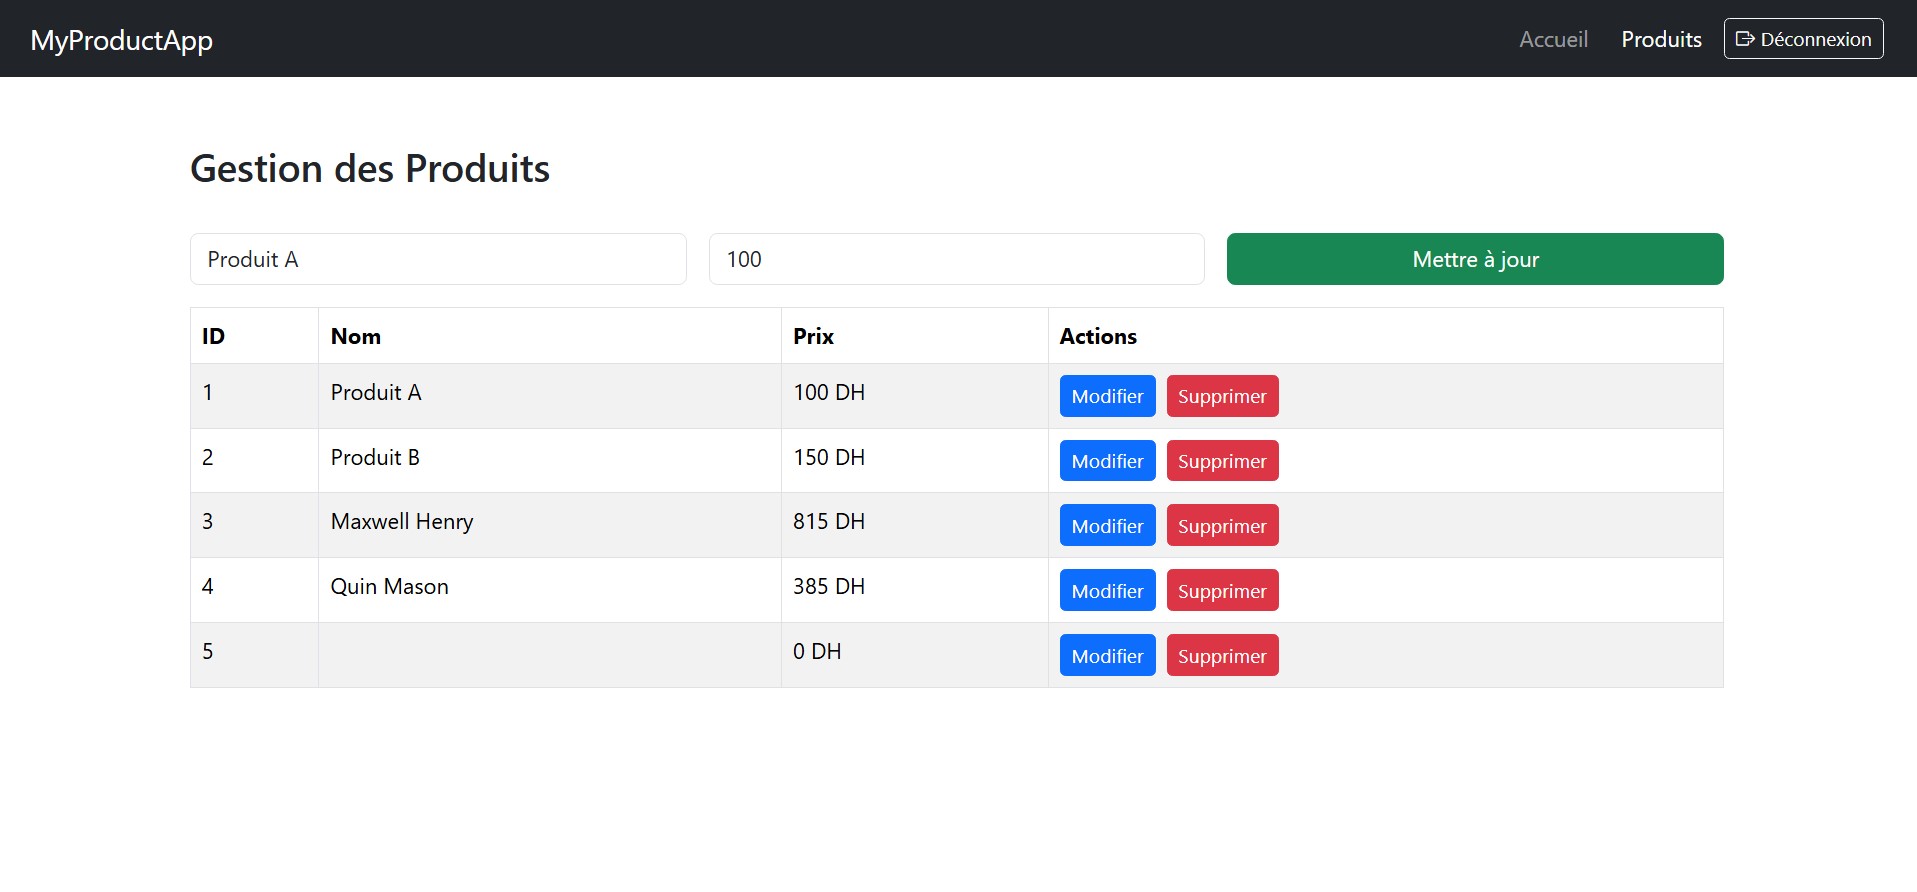 MyProductApp Accueil Produits Déconnexion
Gestion des Produits
Produit A 100 Mettre à jour
ID Nom Prix Actions
1 Produit A 100 DH Modifier Supprimer
2 Produit B 150 DH Modifier Supprimer
3 Maxwell Henry 815 DH Modifier Supprimer
4 Quin Mason 385 DH Modifier Supprimer
5 0 DH Modifier Supprimer